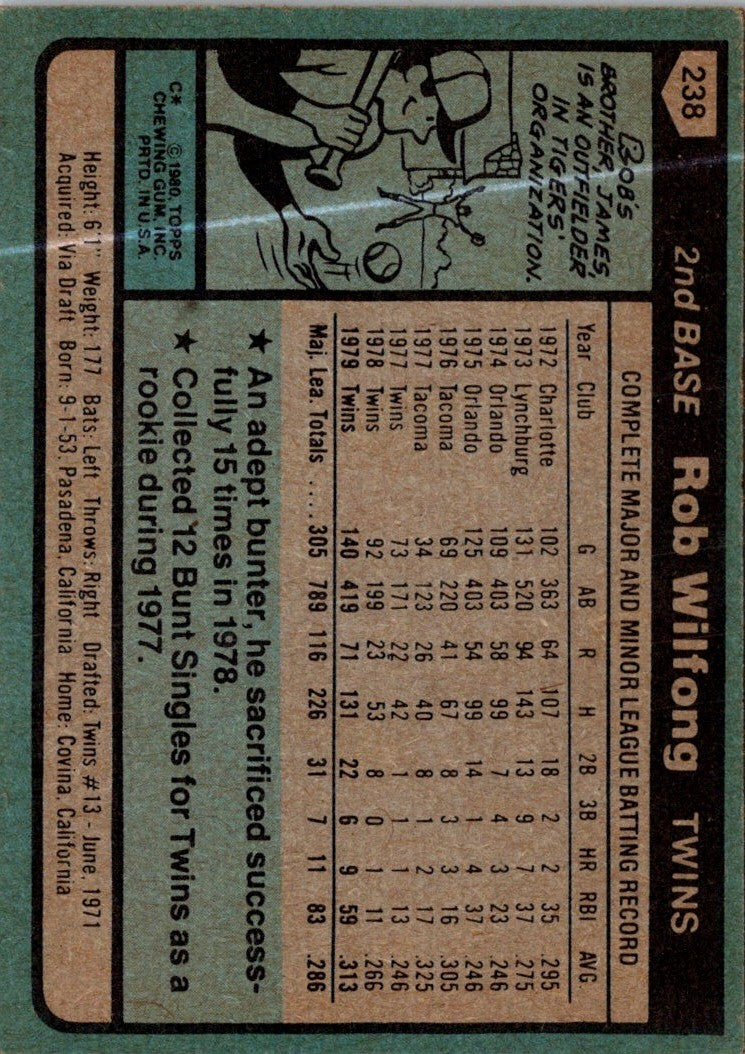 238
2nd BASE Rob Wilfong TWINS
BOB'S
BROTHER, JAMES,
IS AN OUTFIELDER
IN TIGERS'
ORGANIZATION.
C* © 1980, TOPPS
CHEWING GUM, INC.
PRTD. IN U.S.A.
COMPLETE MAJOR AND MINOR LEAGUE BATTING RECORD
Year Club G AB R H 2B 3B HR RBI AVG.
1972 Charlotte 102 363 64 107 18 2 2 35 .295
1973 Lynchburg 131 520 94 143 13 9 7 37 .275
1974 Orlando 109 403 58 99 7 4 3 23 .246
1975 Orlando 125 403 54 99 14 1 4 37 .246
1976 Tacoma 69 220 41 67 8 3 3 16 .305
1977 Tacoma 34 123 26 40 8 1 2 17 .325
1977 Twins 73 171 22 42 1 1 1 13 .246
1978 Twins 92 199 23 53 8 0 1 11 .266
1979 Twins 140 419 71 131 22 6 9 59 .313
Maj. Lea. Totals ..... 305 789 116 226 31 7 11 83 .286
★ An adept bunter, he sacrificed success-
fully 15 times in 1978.
★ Collected 12 Bunt Singles for Twins as a
rookie during 1977.
Height: 6'1" Weight: 177 Bats: Left Throws: Right Drafted: Twins #13 - June, 1971
Acquired: Via Draft Born: 9-1-53, Pasadena, California Home: Covina, California